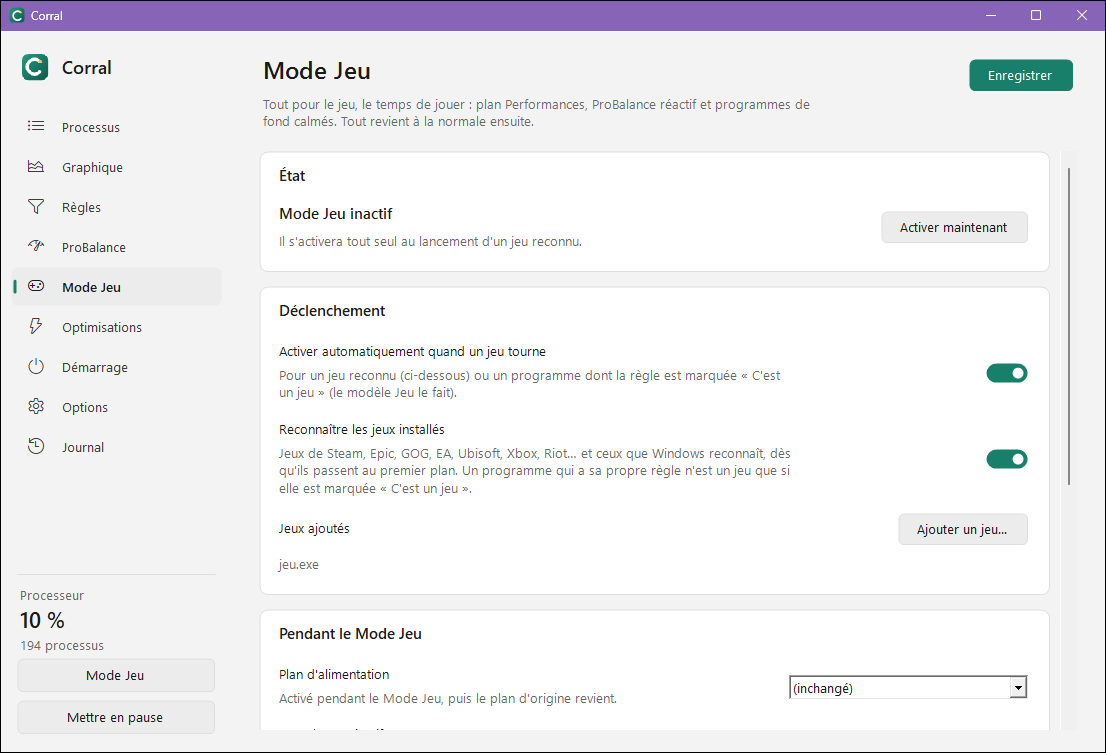 Corral
Corral
Processus
Graphique
Règles
ProBalance
Mode Jeu
Optimisations
Démarrage
Options
Journal
Processeur
10 %
194 processus
Mode Jeu
Mettre en pause
Mode Jeu
Enregistrer
Tout pour le jeu, le temps de jouer : plan Performances, ProBalance réactif et programmes de
fond calmés. Tout revient à la normale ensuite.
État
Mode Jeu inactif
Il s'activera tout seul au lancement d'un jeu reconnu.
Activer maintenant
Déclenchement
Activer automatiquement quand un jeu tourne
Pour un jeu reconnu (ci-dessous) ou un programme dont la règle est marquée « C'est
un jeu » (le modèle Jeu le fait).
Reconnaître les jeux installés
Jeux de Steam, Epic, GOG, EA, Ubisoft, Xbox, Riot... et ceux que Windows reconnaît, dès
qu'ils passent au premier plan. Un programme qui a sa propre règle n'est un jeu que si
elle est marquée « C'est un jeu ».
Jeux ajoutés
Ajouter un jeu...
jeu.exe
Pendant le Mode Jeu
Plan d'alimentation
Activé pendant le Mode Jeu, puis le plan d'origine revient.
(inchangé)